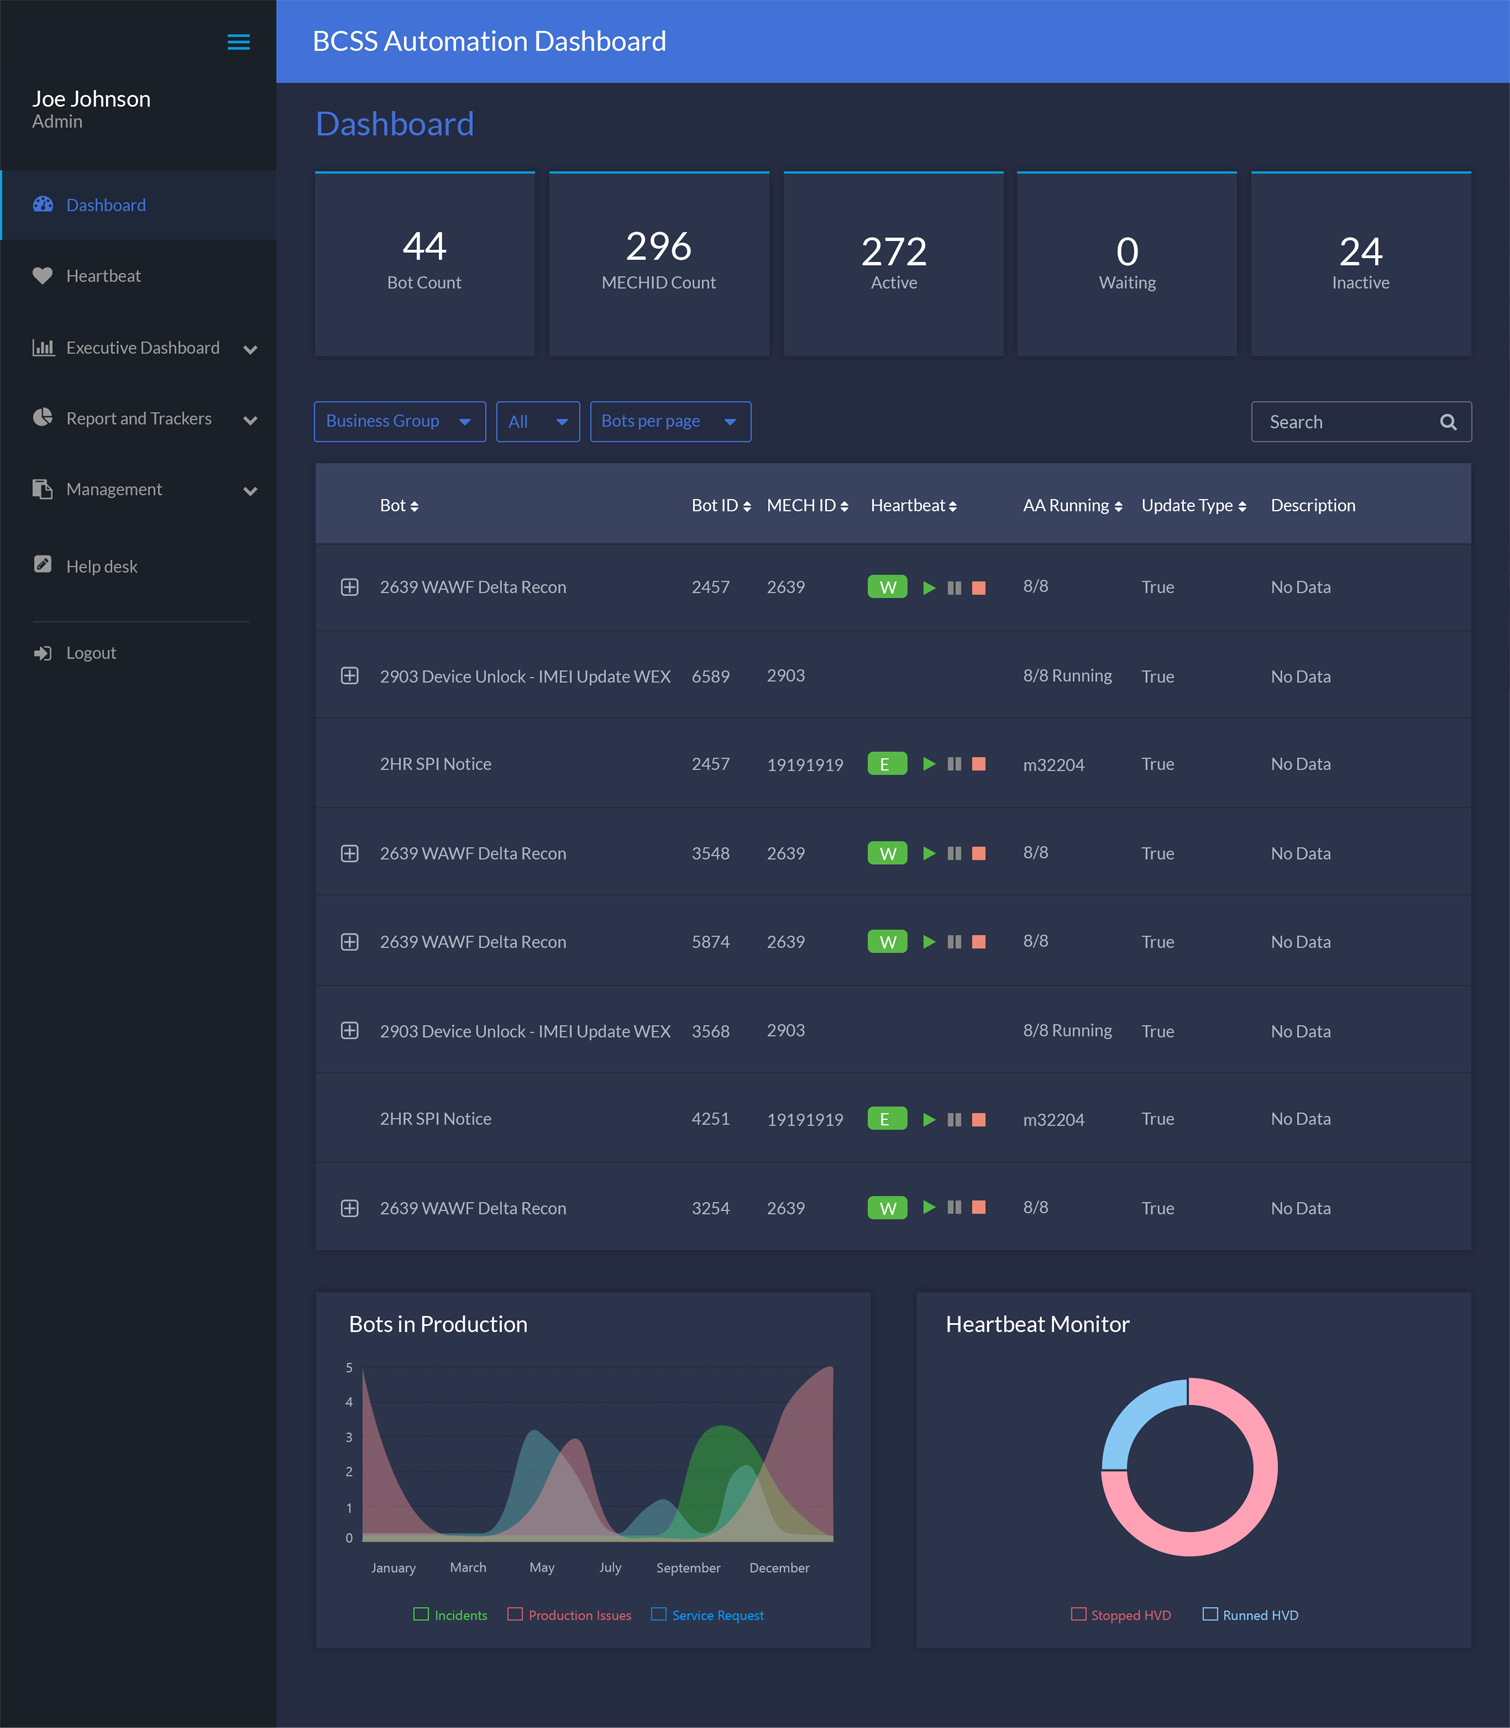 BCSS Automation Dashboard
Joe Johnson
Admin
Dashboard
Heartbeat
Executive Dashboard
Report and Trackers
Management
Help desk
Logout
Dashboard
44
Bot Count
296
MECHID Count
272
Active
0
Waiting
24
Inactive
Business Group
All
Bots per page
Search
Bot Bot ID MECH ID Heartbeat AA Running Update Type Description
2639 WAWF Delta Recon 2457 2639 W 8/8 True No Data
2903 Device Unlock - IMEI Update WEX 6589 2903 8/8 Running True No Data
2HR SPI Notice 2457 19191919 E m32204 True No Data
2639 WAWF Delta Recon 3548 2639 W 8/8 True No Data
2639 WAWF Delta Recon 5874 2639 W 8/8 True No Data
2903 Device Unlock - IMEI Update WEX 3568 2903 8/8 Running True No Data
2HR SPI Notice 4251 19191919 E m32204 True No Data
2639 WAWF Delta Recon 3254 2639 W 8/8 True No Data
Bots in Production
5
4
3
2
1
0
January March May July September December
Incidents Production Issues Service Request
Heartbeat Monitor
Stopped HVD Runned HVD